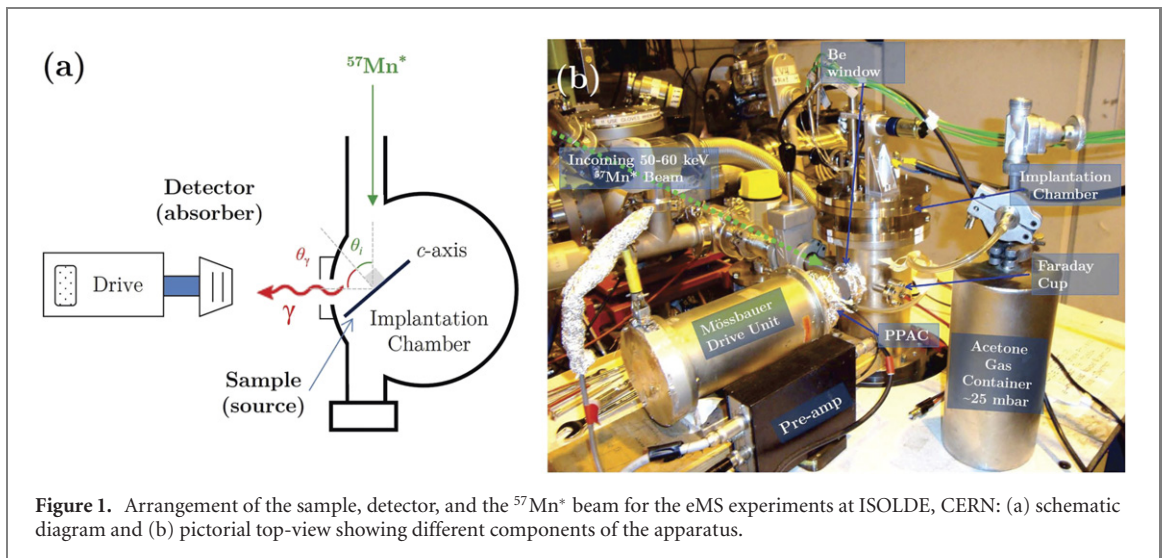 (a)
⁵⁷Mn*
Detector
(absorber)
θγ
θi
c-axis
Drive
γ
Implantation
Chamber
Sample
(source)
(b)
Be
window
Incoming 50-60 keV
⁵⁷Mn* Beam
Implantation
Chamber
Faraday
Cup
Mössbauer
Drive Unit
PPAC
Acetone
Gas
Container
~25 mbar
Pre-amp
Figure 1. Arrangement of the sample, detector, and the ⁵⁷Mn* beam for the eMS experiments at ISOLDE, CERN: (a) schematic
diagram and (b) pictorial top-view showing different components of the apparatus.